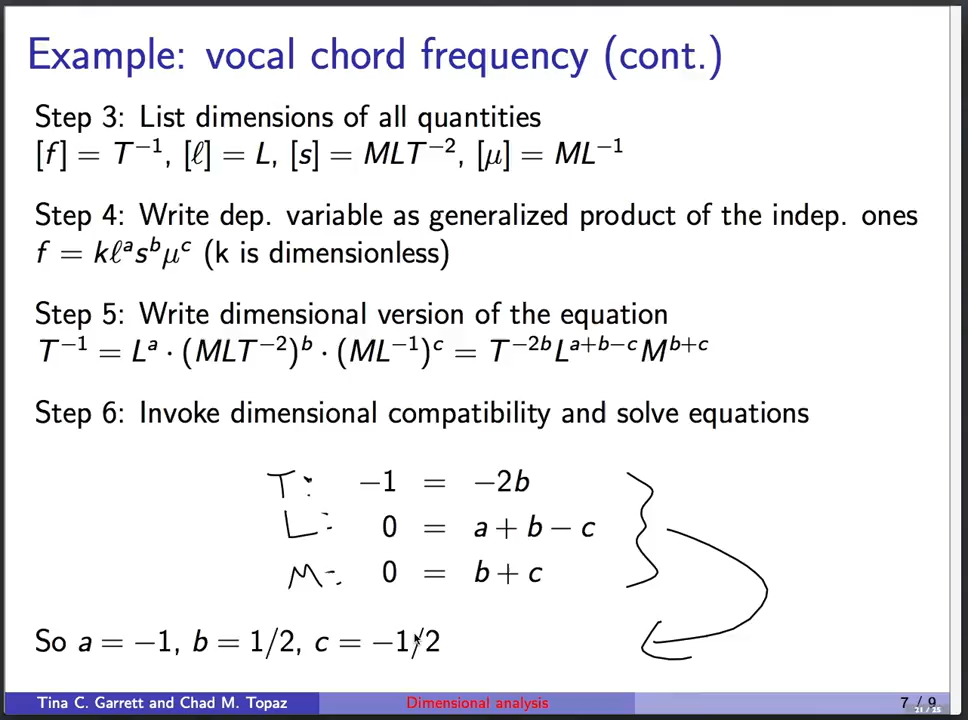 Example: vocal chord frequency (cont.)
Step 3: List dimensions of all quantities
[f] = T⁻¹, [ℓ] = L, [s] = MLT⁻², [μ] = ML⁻¹
Step 4: Write dep. variable as generalized product of the indep. ones
f = kℓᵃsᵇμᶜ (k is dimensionless)
Step 5: Write dimensional version of the equation
T⁻¹ = Lᵃ · (MLT⁻²)ᵇ · (ML⁻¹)ᶜ = T⁻²ᵇLᵃ⁺ᵇ⁻ᶜMᵇ⁺ᶜ
Step 6: Invoke dimensional compatibility and solve equations
T: −1 = −2b
L: 0 = a + b − c
M: 0 = b + c
So a = −1, b = 1/2, c = −1/2
Tina C. Garrett and Chad M. Topaz Dimensional analysis 7 / 9
21 / 25